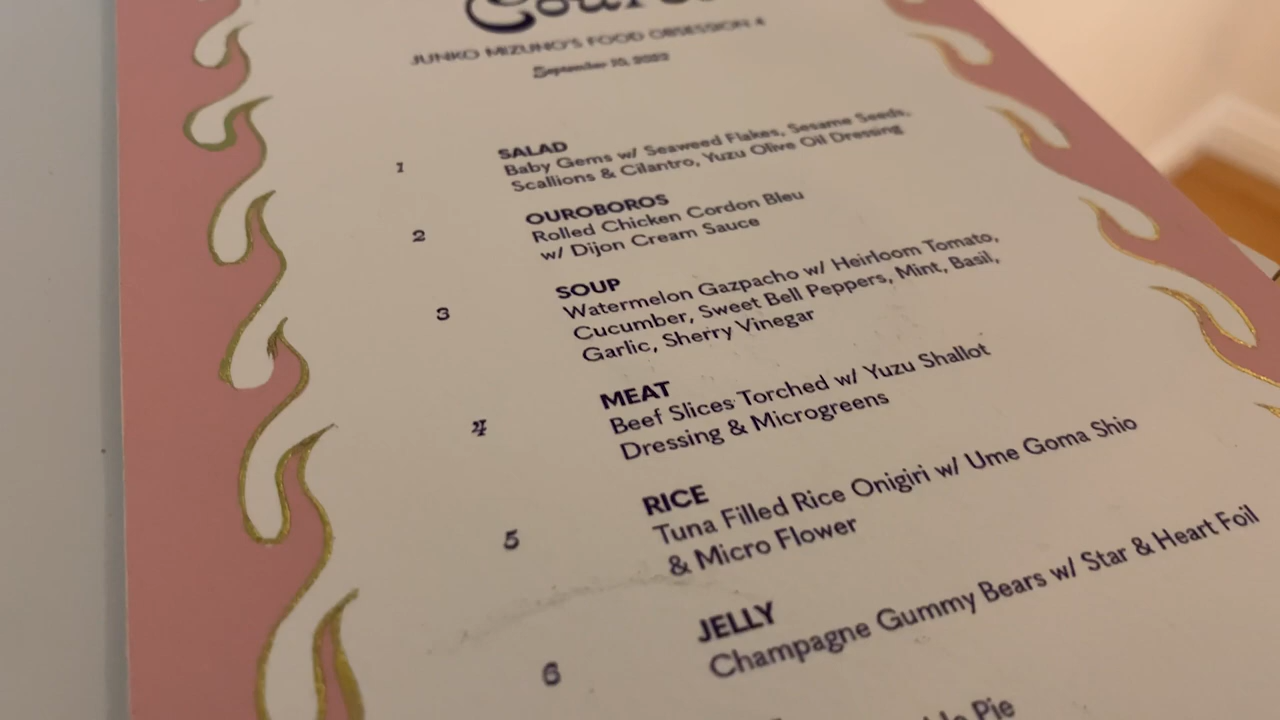 JUNKO MIZUNO'S FOOD OBSESSION 4
September 10, 2022
1
SALAD
Baby Gems w/ Seaweed Flakes, Sesame Seeds,
Scallions & Cilantro, Yuzu Olive Oil Dressing
2
OUROBOROS
Rolled Chicken Cordon Bleu
w/ Dijon Cream Sauce
3
SOUP
Watermelon Gazpacho w/ Heirloom Tomato,
Cucumber, Sweet Bell Peppers, Mint, Basil,
Garlic, Sherry Vinegar
4
MEAT
Beef Slices Torched w/ Yuzu Shallot
Dressing & Microgreens
5
RICE
Tuna Filled Rice Onigiri w/ Ume Goma Shio
& Micro Flower
6
JELLY
Champagne Gummy Bears w/ Star & Heart Foil
Pie